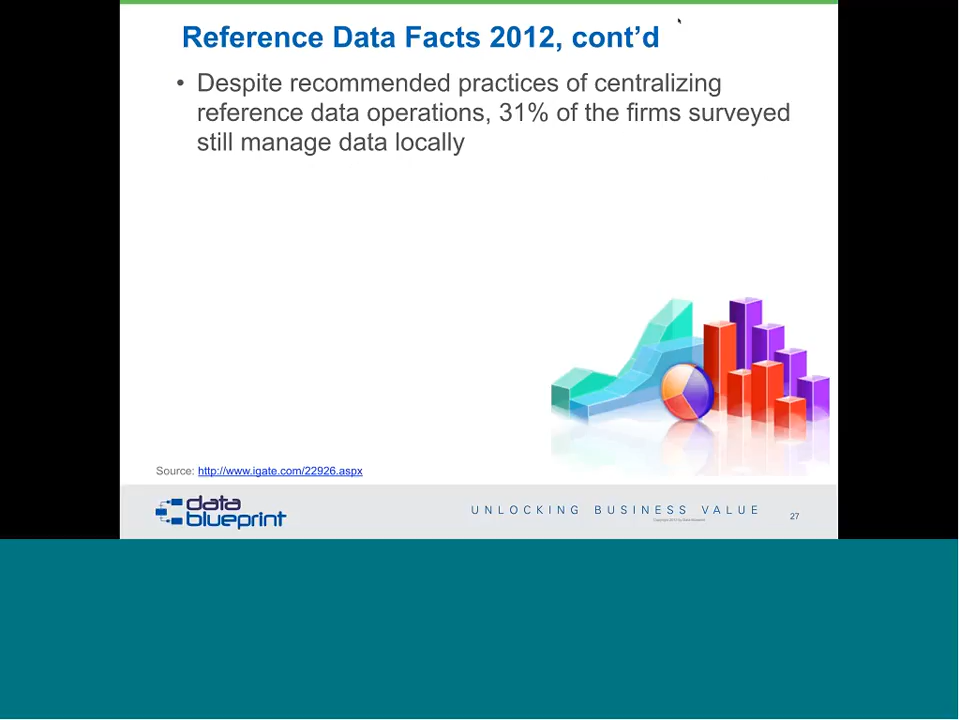 Reference Data Facts 2012, cont’d
• Despite recommended practices of centralizing
reference data operations, 31% of the firms surveyed
still manage data locally
Source: http://www.igate.com/22926.aspx
data
blueprint
UNLOCKING BUSINESS VALUE
27